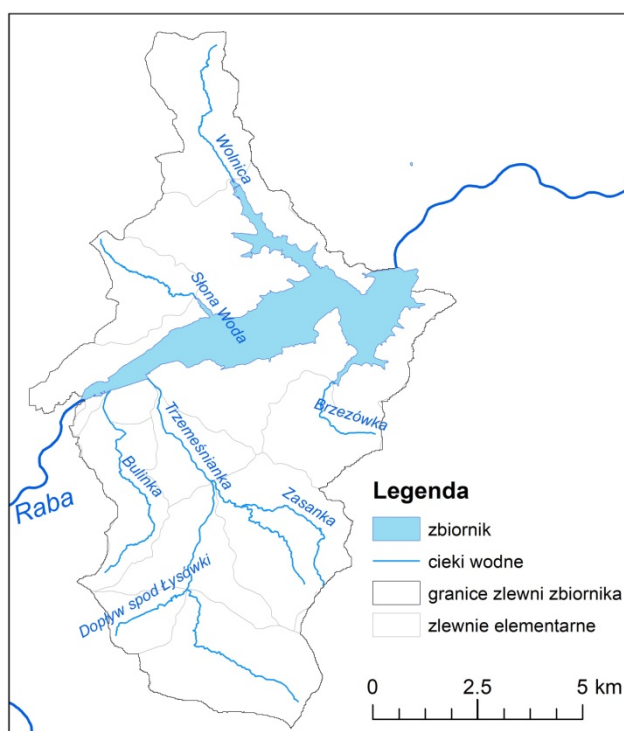 Wolnica
Słona Woda
Brzezówka
Trzemeśnianka
Bulinka
Zasanka
Raba
Dopływ spod Łysówki
Legenda
zbiornik
cieki wodne
granice zlewni zbiornika
zlewnie elementarne
0 2.5 5 km